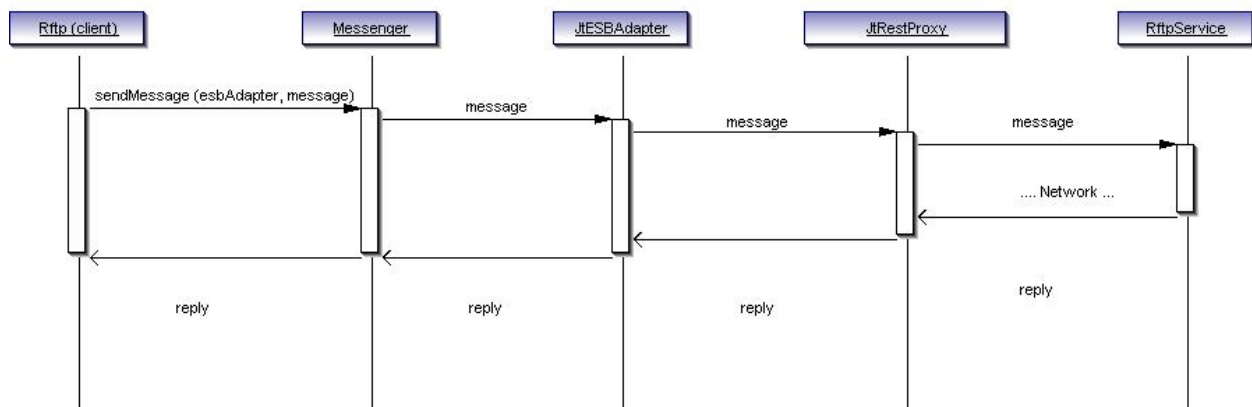 Rftp (client)
Messenger
JtESBAdapter
JtRestProxy
RftpService
sendMessage (esbAdapter, message)
message
message
message
.... Network ...
reply
reply
reply
reply